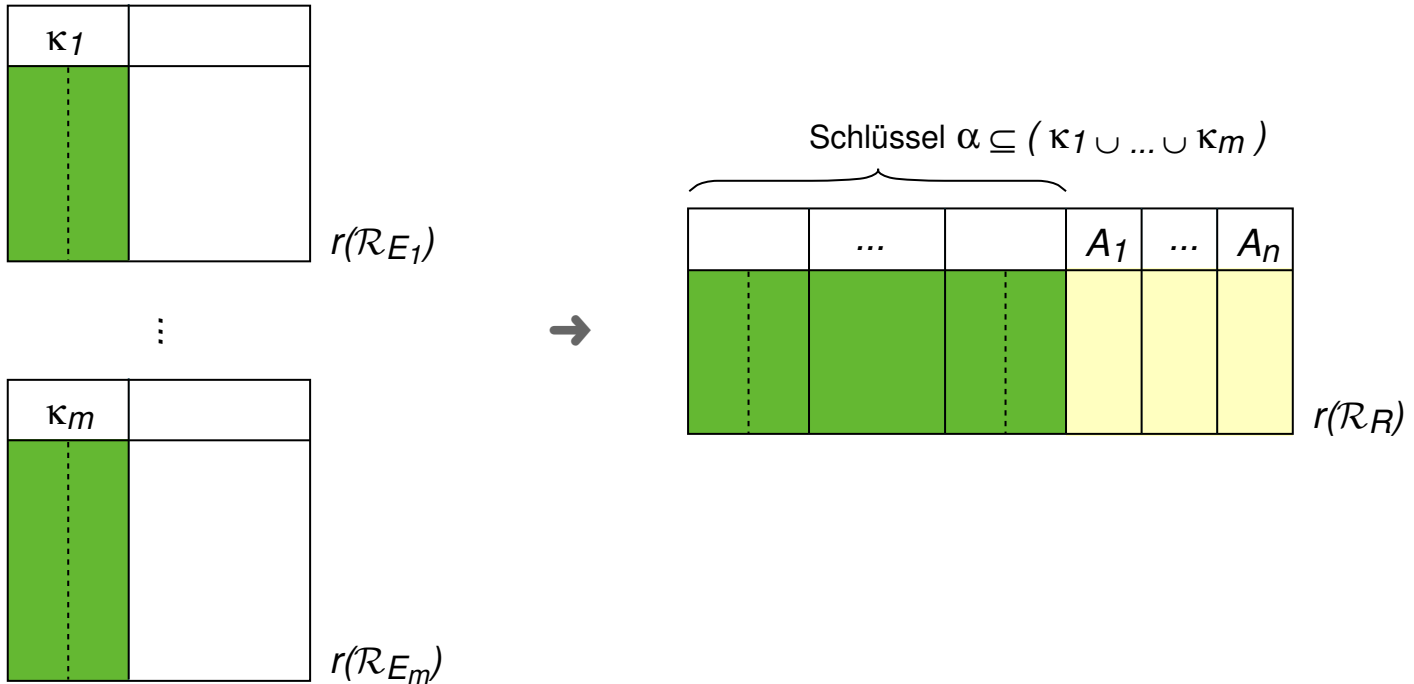 κ1
r(ℛE1)
⋮
κm
r(ℛEm)
Schlüssel α ⊆ ( κ1 ∪ ... ∪ κm )
... A1 ... An
r(ℛR)